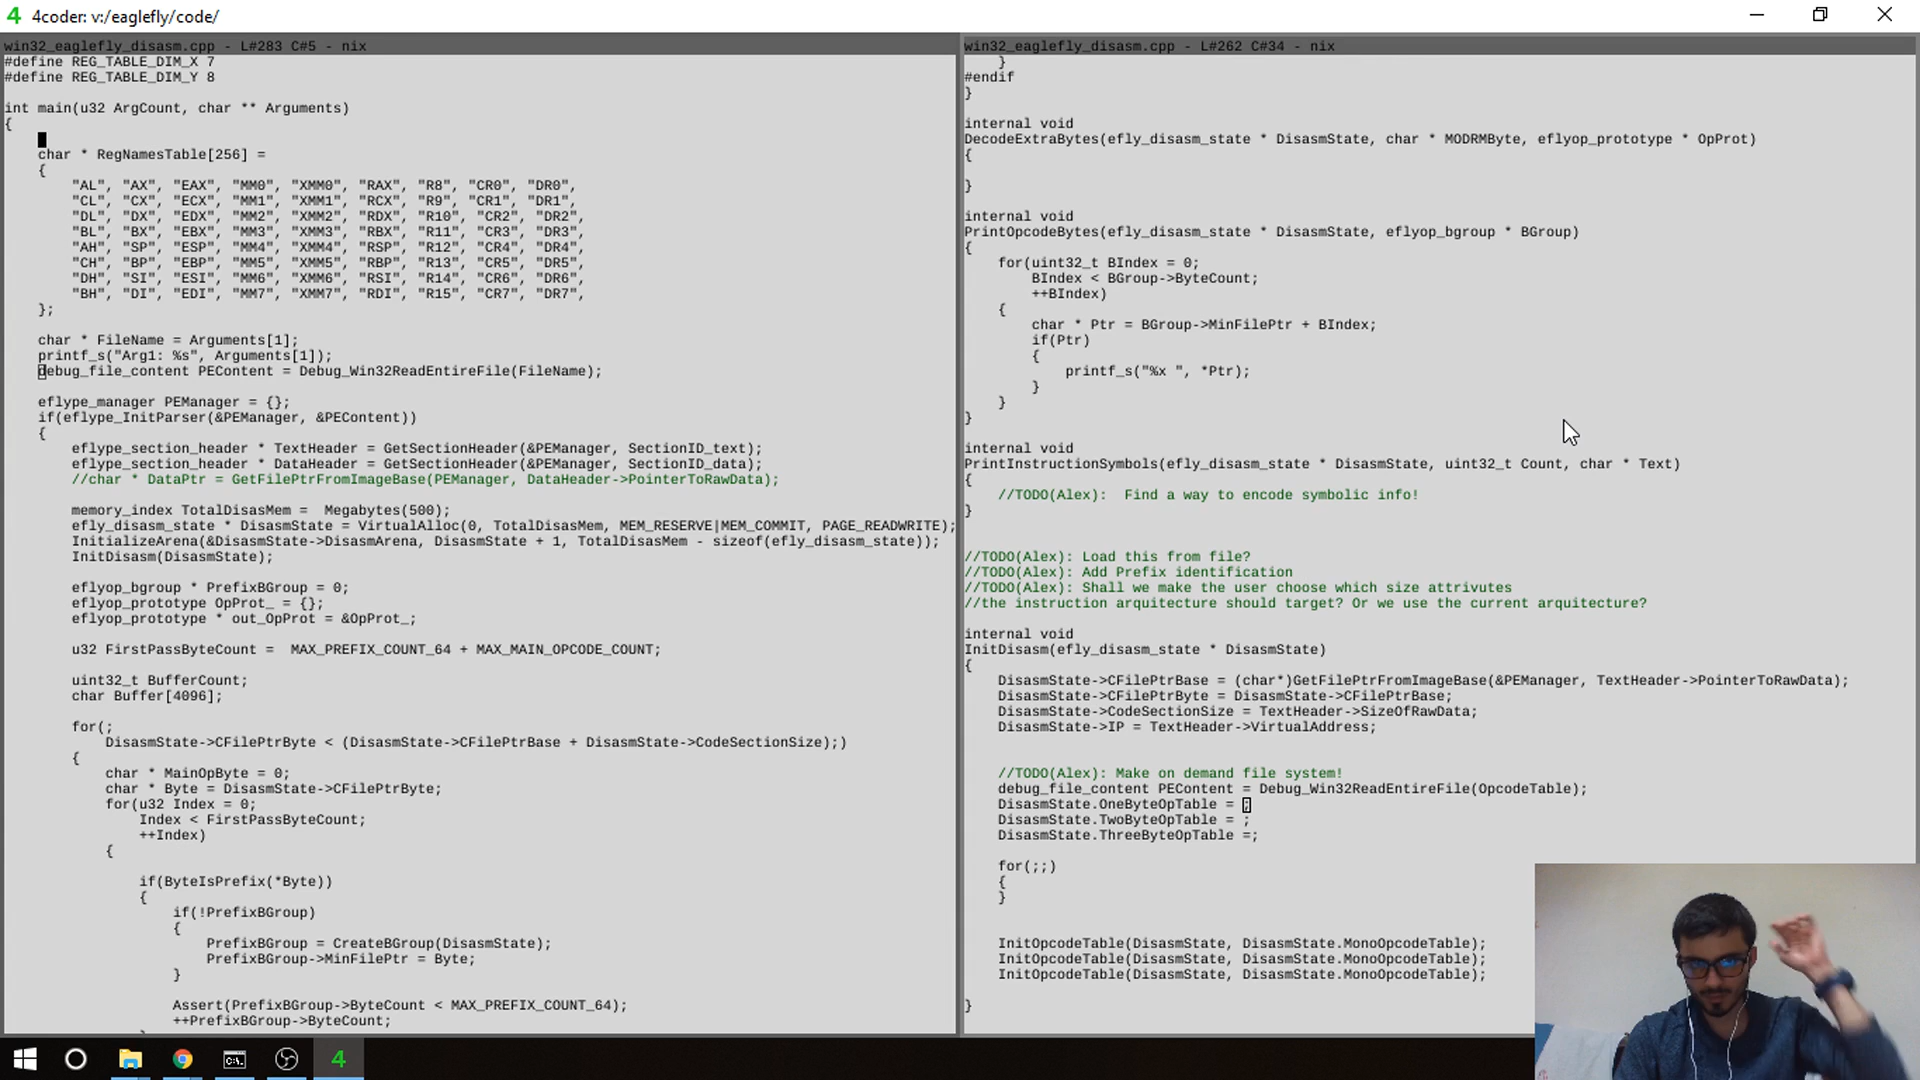 4 4coder: v:/eaglefly/code/
win32_eaglefly_disasm.cpp - L#283 C#5 - nix
#define REG_TABLE_DIM_X 7
#define REG_TABLE_DIM_Y 8
int main(u32 ArgCount, char ** Arguments)
{
char * RegNamesTable[256] =
{
"AL", "AX", "EAX", "MM0", "XMM0", "RAX", "R8", "CR0", "DR0",
"CL", "CX", "ECX", "MM1", "XMM1", "RCX", "R9", "CR1", "DR1",
"DL", "DX", "EDX", "MM2", "XMM2", "RDX", "R10", "CR2", "DR2",
"BL", "BX", "EBX", "MM3", "XMM3", "RBX", "R11", "CR3", "DR3",
"AH", "SP", "ESP", "MM4", "XMM4", "RSP", "R12", "CR4", "DR4",
"CH", "BP", "EBP", "MM5", "XMM5", "RBP", "R13", "CR5", "DR5",
"DH", "SI", "ESI", "MM6", "XMM6", "RSI", "R14", "CR6", "DR6",
"BH", "DI", "EDI", "MM7", "XMM7", "RDI", "R15", "CR7", "DR7",
};
char * FileName = Arguments[1];
printf_s("Arg1: %s", Arguments[1]);
debug_file_content PEContent = Debug_Win32ReadEntireFile(FileName);
eflype_manager PEManager = {};
if(eflype_InitParser(&PEManager, &PEContent))
{
eflype_section_header * TextHeader = GetSectionHeader(&PEManager, SectionID_text);
eflype_section_header * DataHeader = GetSectionHeader(&PEManager, SectionID_data);
//char * DataPtr = GetFilePtrFromImageBase(PEManager, DataHeader->PointerToRawData);
memory_index TotalDisasMem =  Megabytes(500);
efly_disasm_state * DisasmState = VirtualAlloc(0, TotalDisasMem, MEM_RESERVE|MEM_COMMIT, PAGE_READWRITE);
InitializeArena(&DisasmState->DisasmArena, DisasmState + 1, TotalDisasMem - sizeof(efly_disasm_state));
InitDisasm(DisasmState);
eflyop_bgroup * PrefixBGroup = 0;
eflyop_prototype OpProt_ = {};
eflyop_prototype * out_OpProt = &OpProt_;
u32 FirstPassByteCount =  MAX_PREFIX_COUNT_64 + MAX_MAIN_OPCODE_COUNT;
uint32_t BufferCount;
char Buffer[4096];
for(;
DisasmState->CFilePtrByte < (DisasmState->CFilePtrBase + DisasmState->CodeSectionSize);)
{
char * MainOpByte = 0;
char * Byte = DisasmState->CFilePtrByte;
for(u32 Index = 0;
Index < FirstPassByteCount;
++Index)
{
if(ByteIsPrefix(*Byte))
{
if(!PrefixBGroup)
{
PrefixBGroup = CreateBGroup(DisasmState);
PrefixBGroup->MinFilePtr = Byte;
}
Assert(PrefixBGroup->ByteCount < MAX_PREFIX_COUNT_64);
++PrefixBGroup->ByteCount;
win32_eaglefly_disasm.cpp - L#262 C#34 - nix
}
#endif
}
internal void
DecodeExtraBytes(efly_disasm_state * DisasmState, char * MODRMByte, eflyop_prototype * OpProt)
{
}
internal void
PrintOpcodeBytes(efly_disasm_state * DisasmState, eflyop_bgroup * BGroup)
{
for(uint32_t BIndex = 0;
BIndex < BGroup->ByteCount;
++BIndex)
{
char * Ptr = BGroup->MinFilePtr + BIndex;
if(Ptr)
{
printf_s("%x ", *Ptr);
}
}
}
internal void
PrintInstructionSymbols(efly_disasm_state * DisasmState, uint32_t Count, char * Text)
{
//TODO(Alex):  Find a way to encode symbolic info!
}
//TODO(Alex): Load this from file?
//TODO(Alex): Add Prefix identification
//TODO(Alex): Shall we make the user choose which size attrivutes
//the instruction arquitecture should target? Or we use the current arquitecture?
internal void
InitDisasm(efly_disasm_state * DisasmState)
{
DisasmState->CFilePtrBase = (char*)GetFilePtrFromImageBase(&PEManager, TextHeader->PointerToRawData);
DisasmState->CFilePtrByte = DisasmState->CFilePtrBase;
DisasmState->CodeSectionSize = TextHeader->SizeOfRawData;
DisasmState->IP = TextHeader->VirtualAddress;
//TODO(Alex): Make on demand file system!
debug_file_content PEContent = Debug_Win32ReadEntireFile(OpcodeTable);
DisasmState.OneByteOpTable = ;
DisasmState.TwoByteOpTable = ;
DisasmState.ThreeByteOpTable =;
for(;;)
{
}
InitOpcodeTable(DisasmState, DisasmState.MonoOpcodeTable);
InitOpcodeTable(DisasmState, DisasmState.MonoOpcodeTable);
InitOpcodeTable(DisasmState, DisasmState.MonoOpcodeTable);
}
4